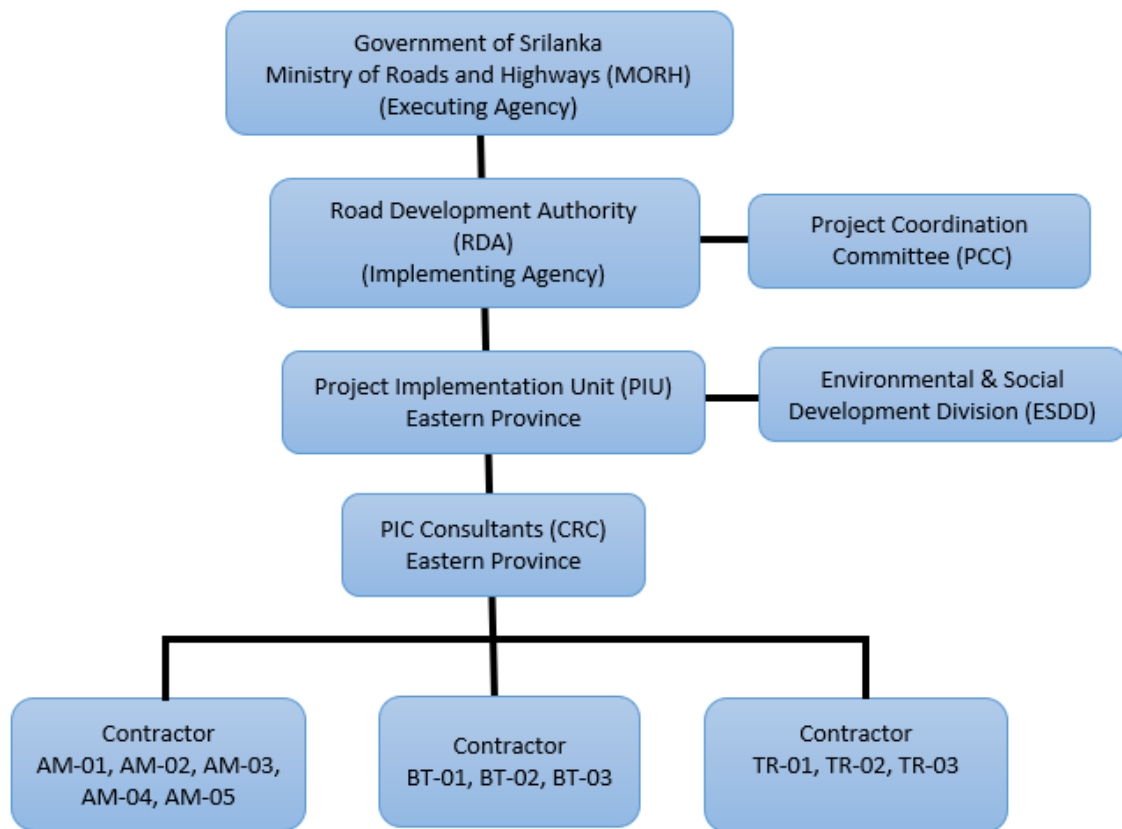 Government of Srilanka
Ministry of Roads and Highways (MORH)
(Executing Agency)
Road Development Authority
(RDA)
(Implementing Agency)
Project Coordination
Committee (PCC)
Project Implementation Unit (PIU)
Eastern Province
Environmental & Social
Development Division (ESDD)
PIC Consultants (CRC)
Eastern Province
Contractor
AM-01, AM-02, AM-03,
AM-04, AM-05
Contractor
BT-01, BT-02, BT-03
Contractor
TR-01, TR-02, TR-03